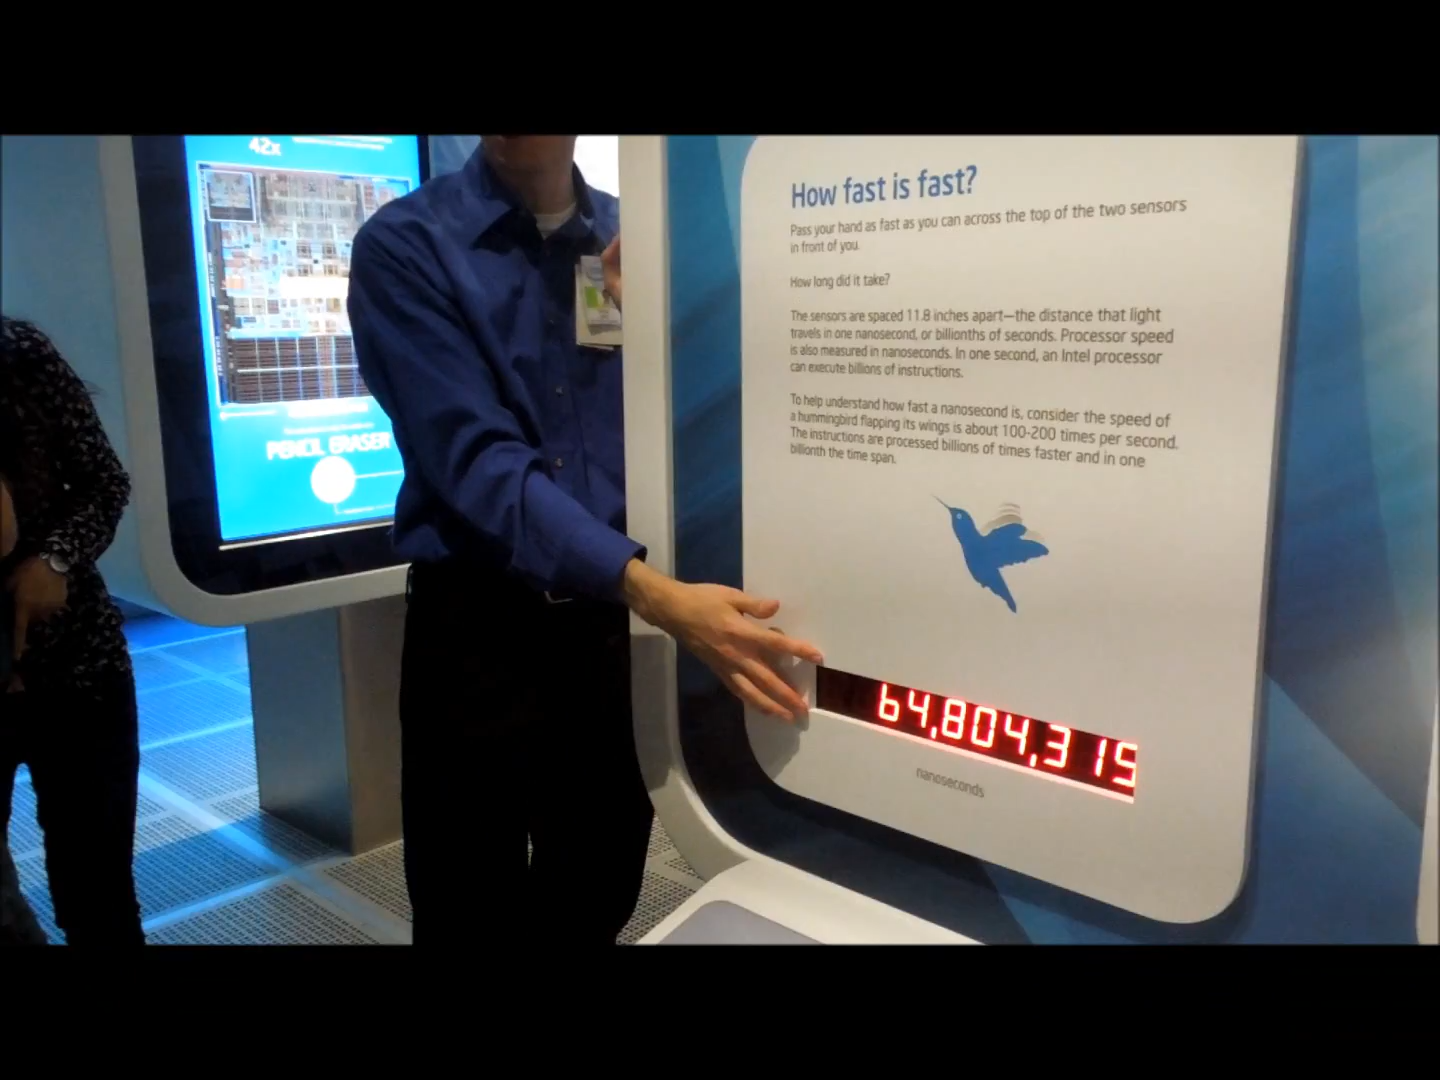 42x
PENCIL ERASER
How fast is fast?
Pass your hand as fast as you can across the top of the two sensors
in front of you.
How long did it take?
The sensors are spaced 11.8 inches apart—the distance that light
travels in one nanosecond, or billionths of seconds. Processor speed
is also measured in nanoseconds. In one second, an Intel processor
can execute billions of instructions.
To help understand how fast a nanosecond is, consider the speed of
a hummingbird flapping its wings is about 100-200 times per second.
The instructions are processed billions of times faster and in one
billionth the time span.
64,804,315
nanoseconds